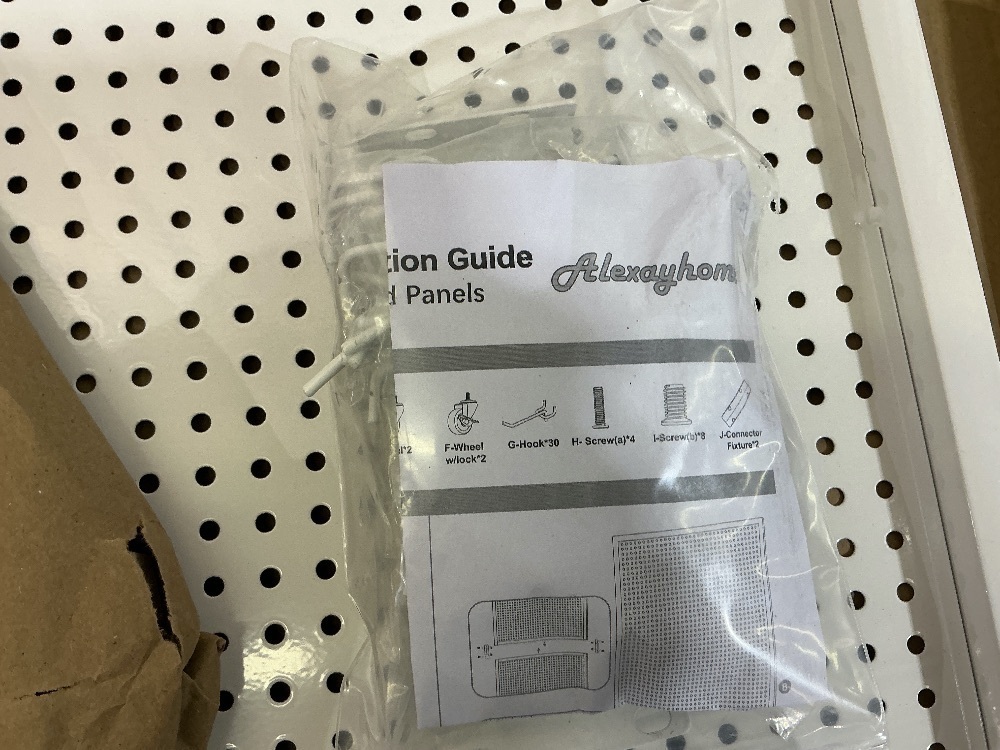 tion Guide
Alexayhom
d Panels
F-Wheel
w/lock*2
G-Hook*30
H- Screw(a)*4
I-Screw(b)*8
J-Connector
Fixture*2